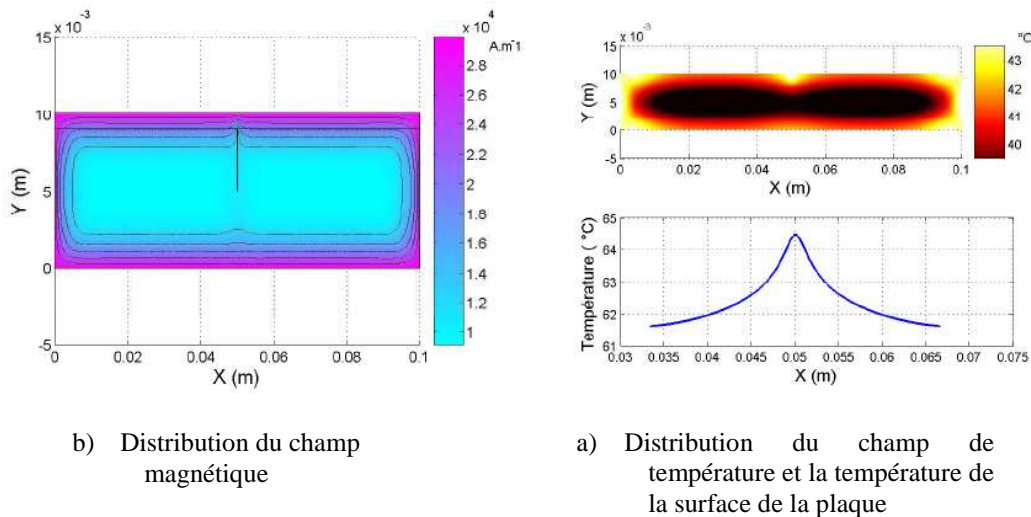 x 10⁻³
15
10
5
0
-5
Y (m)
0 0.02 0.04 0.06 0.08 0.1
X (m)
x 10⁴
A.m⁻1
2.8
2.6
2.4
2.2
2
1.8
1.6
1.4
1.2
1
b) Distribution du champ
magnétique
x 10⁻³
15
10
5
0
-5
Y (m)
0 0.02 0.04 0.06 0.08 0.1
X (m)
°C
43
42
41
40
65
64
63
62
61
Température ( °C)
0.03 0.035 0.04 0.045 0.05 0.055 0.06 0.065 0.07 0.075
X (m)
a) Distribution du champ de
température et la température de
la surface de la plaque